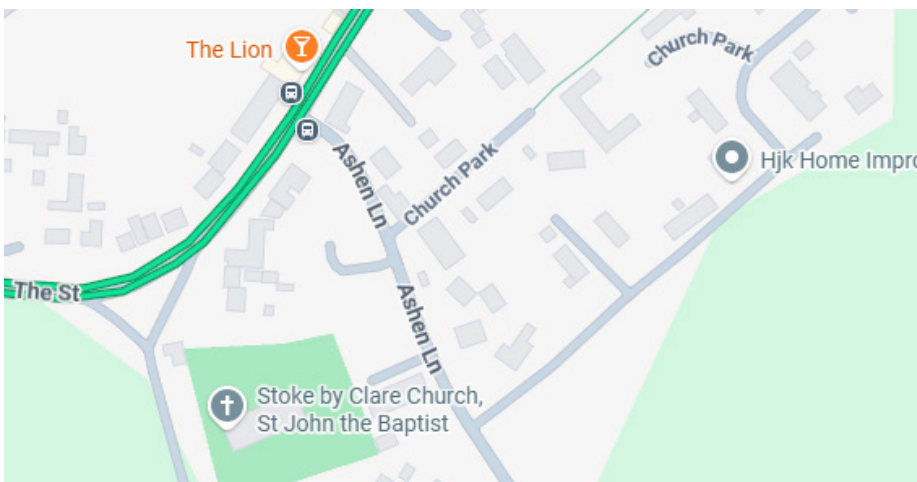 The Lion
Church Park
Ashen Ln
Church Park
Hjk Home Impro
The St
Ashen Ln
Stoke by Clare Church,
St John the Baptist